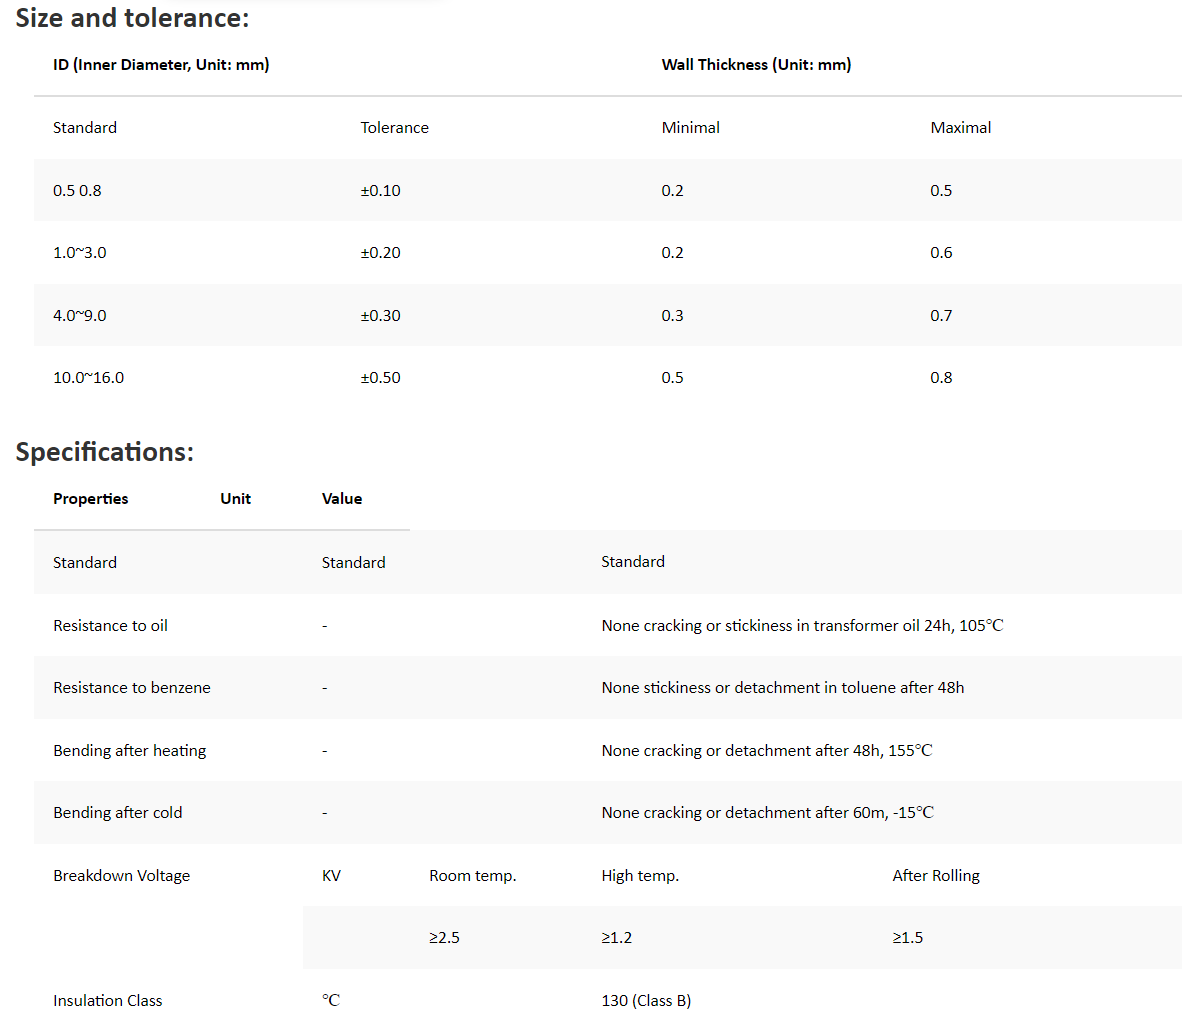 Size and tolerance:
ID (Inner Diameter, Unit: mm) Wall Thickness (Unit: mm)
Standard Tolerance Minimal Maximal
0.5 0.8 ±0.10 0.2 0.5
1.0~3.0 ±0.20 0.2 0.6
4.0~9.0 ±0.30 0.3 0.7
10.0~16.0 ±0.50 0.5 0.8
Specifications:
Properties Unit Value
Standard Standard Standard
Resistance to oil - None cracking or stickiness in transformer oil 24h, 105℃
Resistance to benzene - None stickiness or detachment in toluene after 48h
Bending after heating - None cracking or detachment after 48h, 155℃
Bending after cold - None cracking or detachment after 60m, -15℃
Breakdown Voltage KV Room temp. High temp. After Rolling
≥2.5 ≥1.2 ≥1.5
Insulation Class ℃ 130 (Class B)